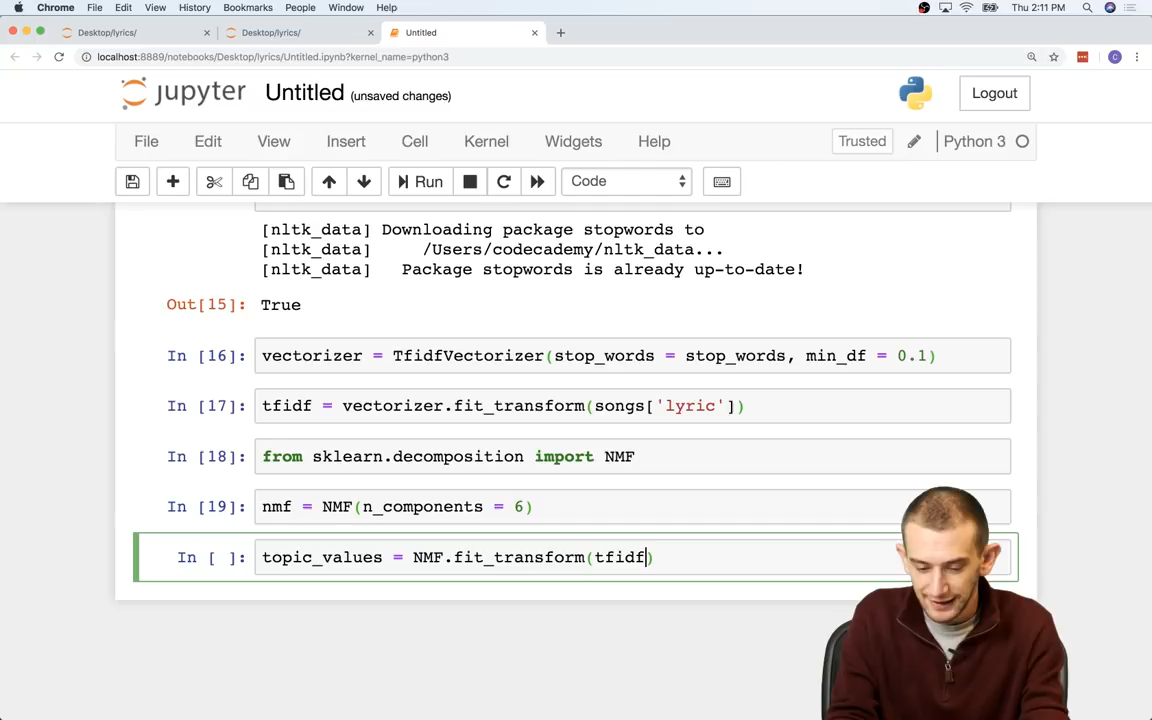 Chrome File Edit View History Bookmarks People Window Help Thu 2:11 PM
Desktop/lyrics/ Desktop/lyrics/ Untitled
localhost:8889/notebooks/Desktop/lyrics/Untitled.ipynb?kernel_name=python3 C
jupyter Untitled (unsaved changes) Logout
File Edit View Insert Cell Kernel Widgets Help Trusted Python 3
Run Code
[nltk_data] Downloading package stopwords to
[nltk_data]     /Users/codecademy/nltk_data...
[nltk_data]   Package stopwords is already up-to-date!
Out[15]: True
In [16]: vectorizer = TfidfVectorizer(stop_words = stop_words, min_df = 0.1)
In [17]: tfidf = vectorizer.fit_transform(songs['lyric'])
In [18]: from sklearn.decomposition import NMF
In [19]: nmf = NMF(n_components = 6)
In [ ]: topic_values = NMF.fit_transform(tfidf)